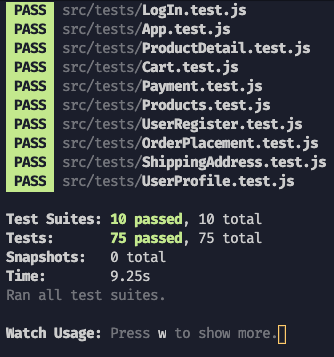 PASS src/tests/LogIn.test.js
PASS src/tests/App.test.js
PASS src/tests/ProductDetail.test.js
PASS src/tests/Cart.test.js
PASS src/tests/Payment.test.js
PASS src/tests/Products.test.js
PASS src/tests/UserRegister.test.js
PASS src/tests/OrderPlacement.test.js
PASS src/tests/ShippingAddress.test.js
PASS src/tests/UserProfile.test.js
Test Suites: 10 passed, 10 total
Tests: 75 passed, 75 total
Snapshots: 0 total
Time: 9.25s
Ran all test suites.
Watch Usage: Press w to show more.